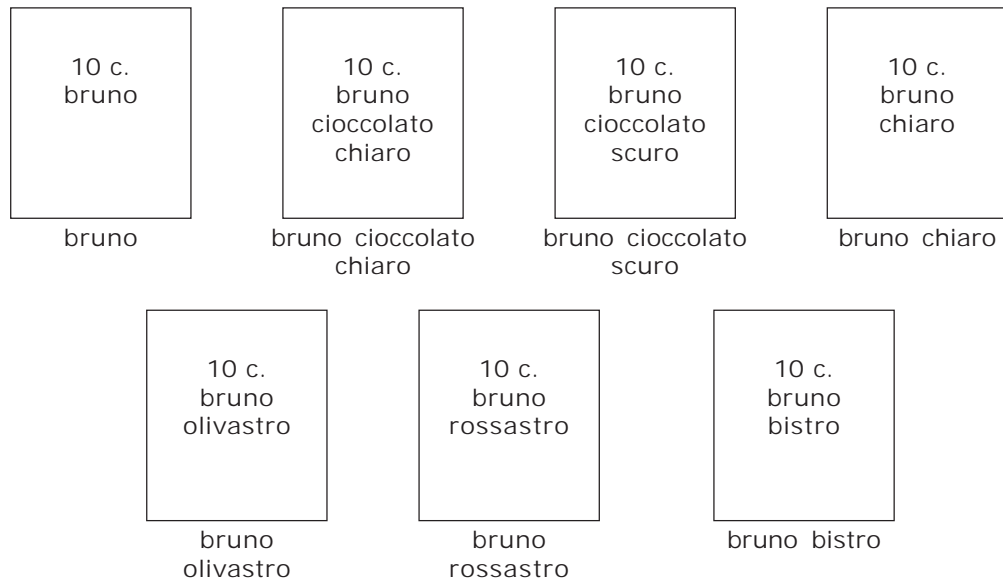 10 c.
bruno
10 c.
bruno
cioccolato
chiaro
10 c.
bruno
cioccolato
scuro
10 c.
bruno
chiaro
bruno
bruno cioccolato
chiaro
bruno cioccolato
scuro
bruno chiaro
10 c.
bruno
olivastro
10 c.
bruno
rossastro
10 c.
bruno
bistro
bruno
olivastro
bruno
rossastro
bruno bistro